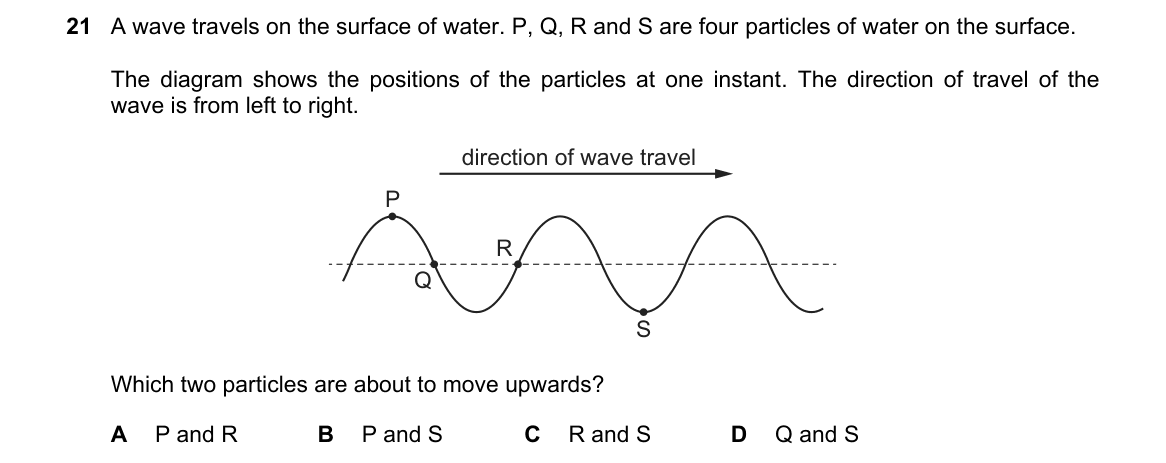 21 A wave travels on the surface of water. P, Q, R and S are four particles of water on the surface.
The diagram shows the positions of the particles at one instant. The direction of travel of the
wave is from left to right.
direction of wave travel
P
R
Q
S
Which two particles are about to move upwards?
A P and R B P and S C R and S D Q and S